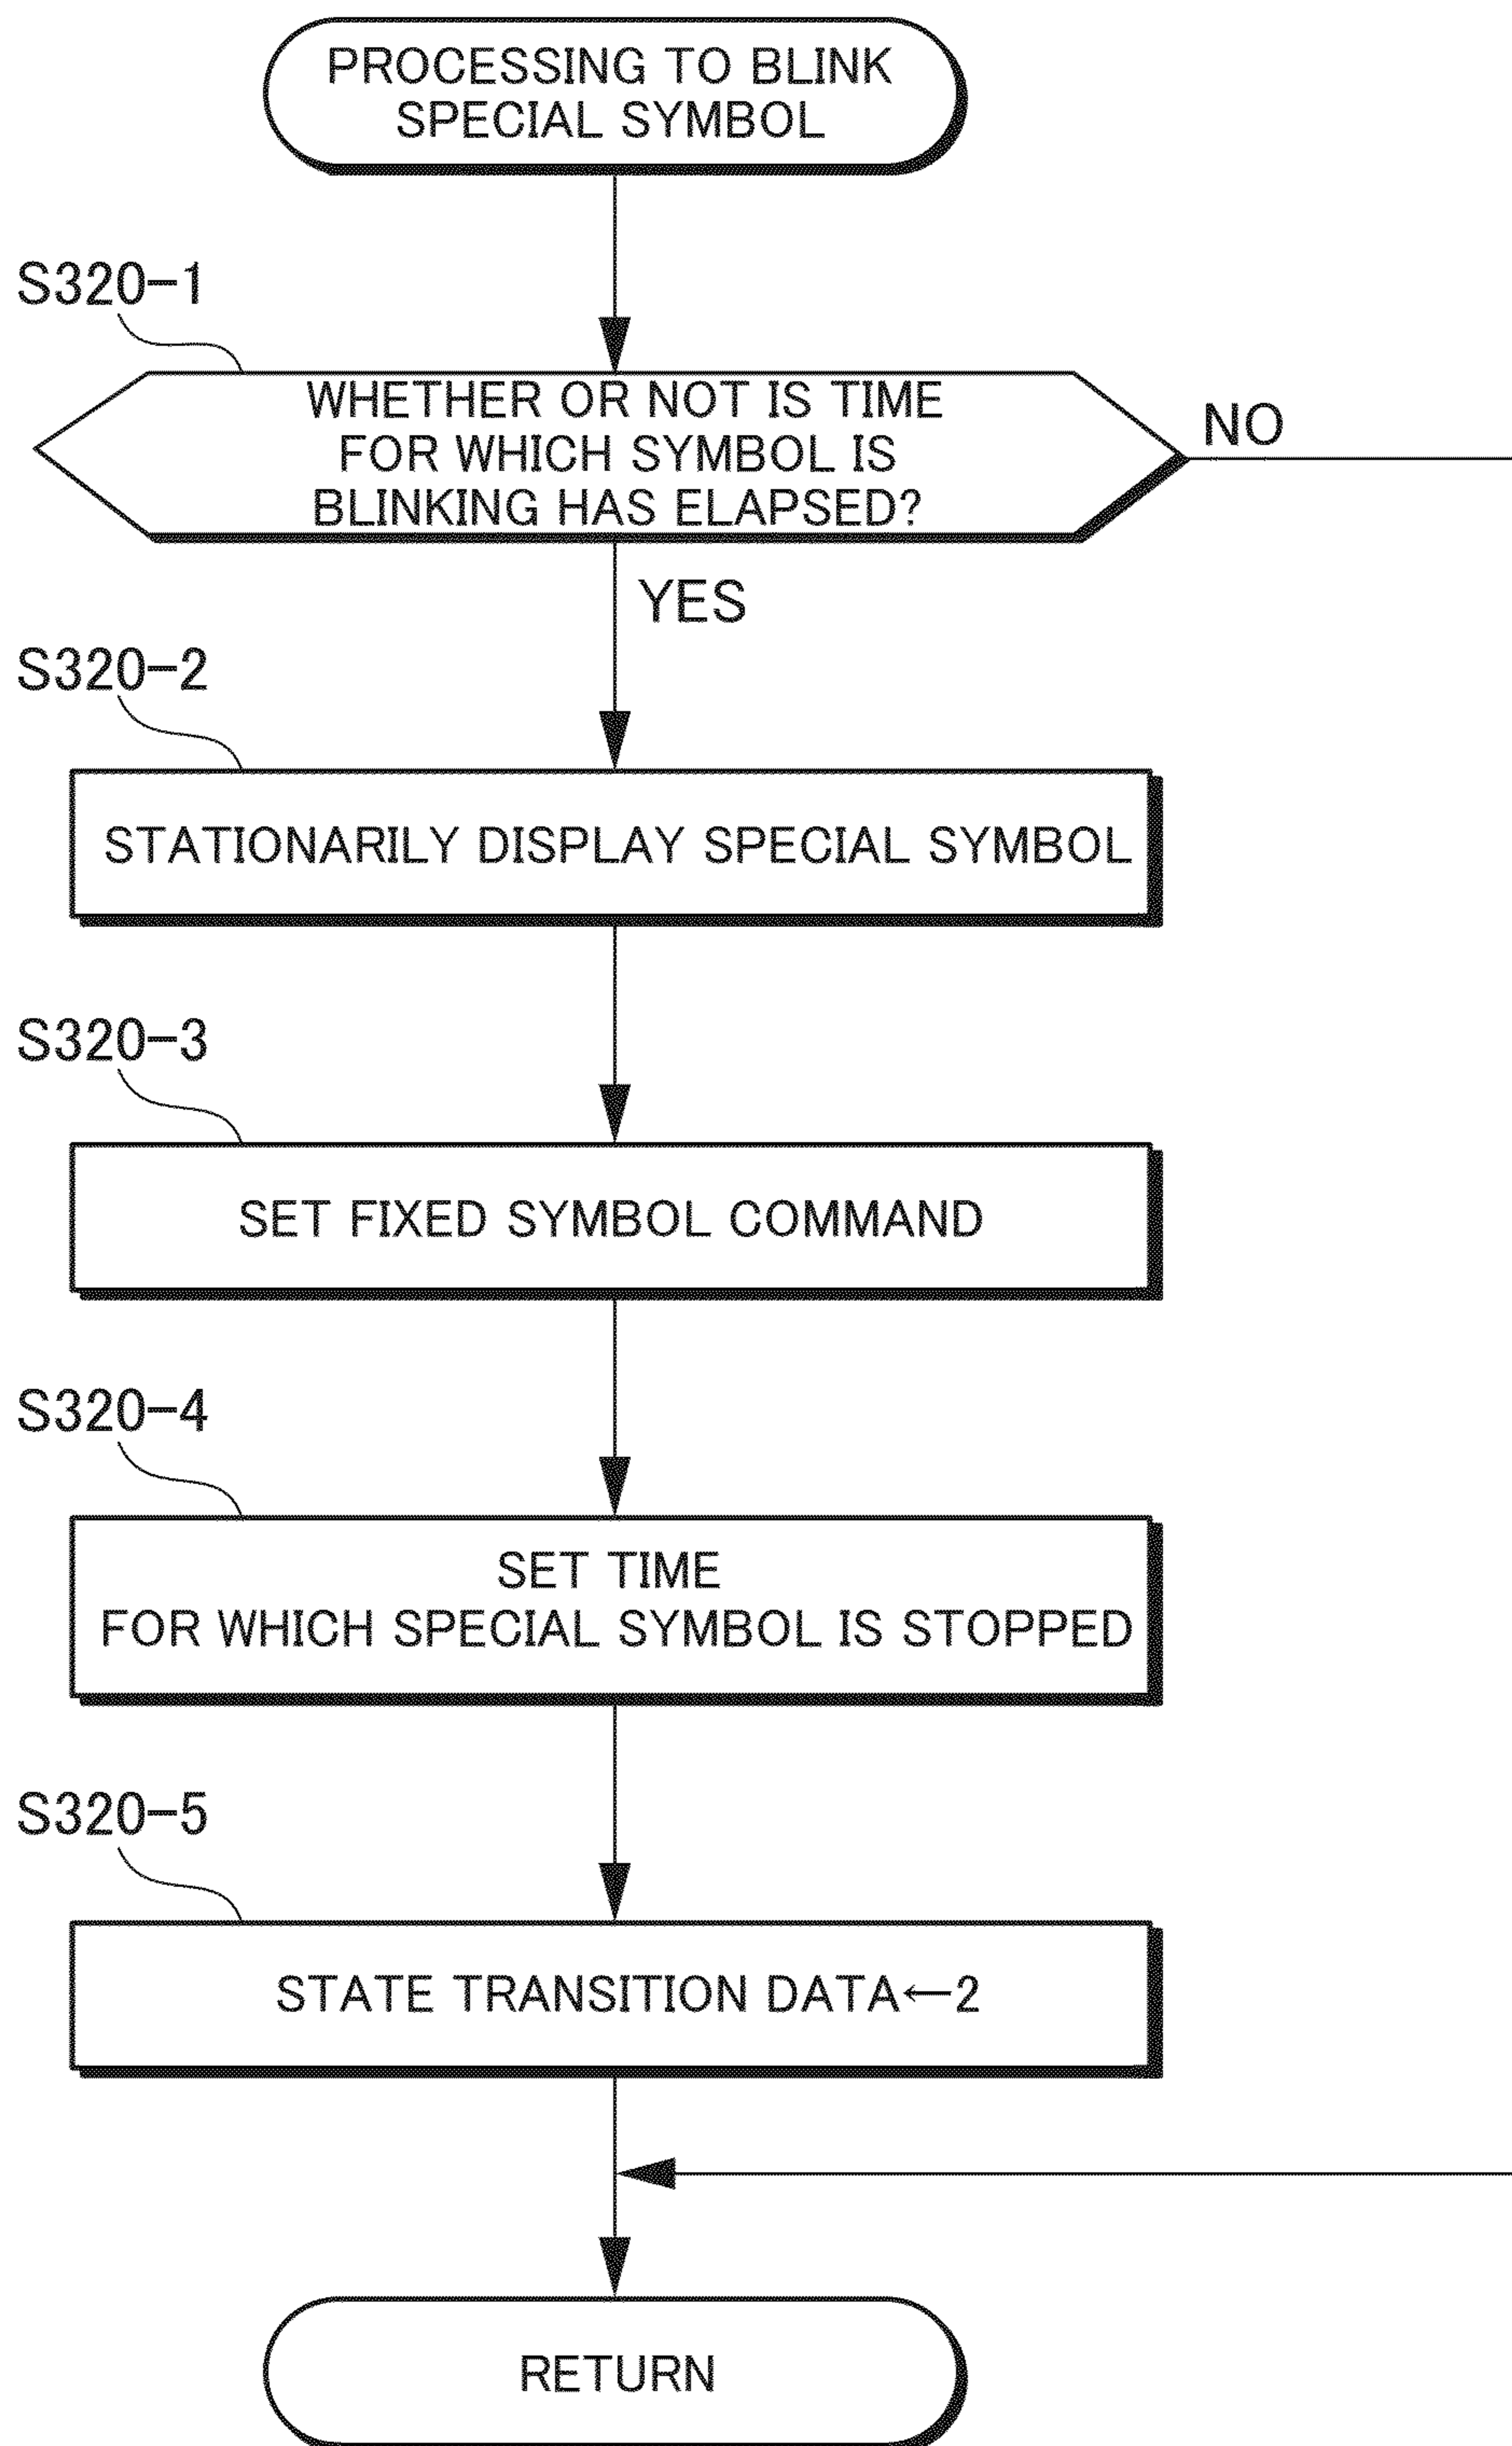 PROCESSING TO BLINK
SPECIAL SYMBOL
S320-1
WHETHER OR NOT IS TIME
FOR WHICH SYMBOL IS
BLINKING HAS ELAPSED?
NO
YES
S320-2
STATIONARILY DISPLAY SPECIAL SYMBOL
S320-3
SET FIXED SYMBOL COMMAND
S320-4
SET TIME
FOR WHICH SPECIAL SYMBOL IS STOPPED
S320-5
STATE TRANSITION DATA←2
RETURN